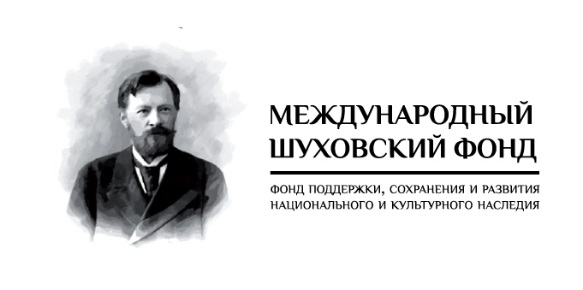 МЕЖДУНАРОДНЫЙ
ШУХОВСКИЙ ФОНД
ФОНД ПОДДЕРЖКИ, СОХРАНЕНИЯ И РАЗВИТИЯ
НАЦИОНАЛЬНОГО И КУЛЬТУРНОГО НАСЛЕДИЯ